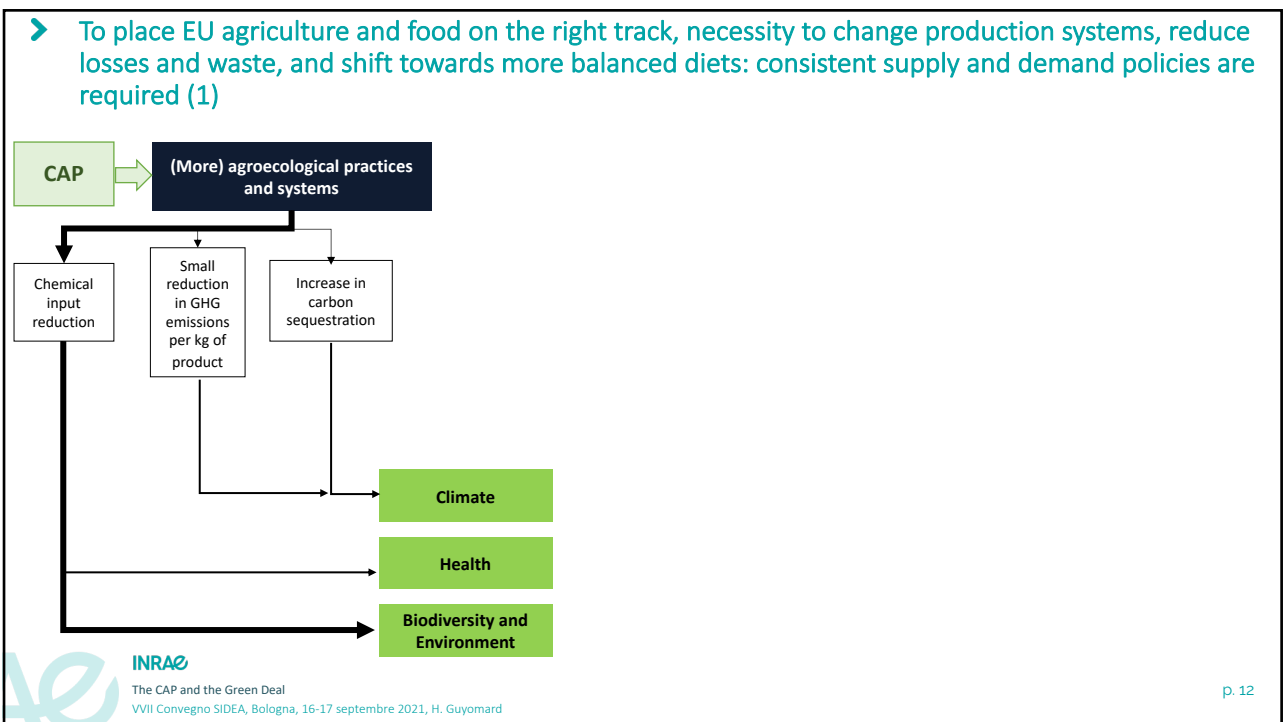 To place EU agriculture and food on the right track, necessity to change production systems, reduce
losses and waste, and shift towards more balanced diets: consistent supply and demand policies are
required (1)
CAP
(More) agroecological practices
and systems
Chemical
input
reduction
Small
reduction
in GHG
emissions
per kg of
product
Increase in
carbon
sequestration
Climate
Health
Biodiversity and
Environment
INRAE
The CAP and the Green Deal
VVII Convegno SIDEA, Bologna, 16-17 septembre 2021, H. Guyomard
p. 12